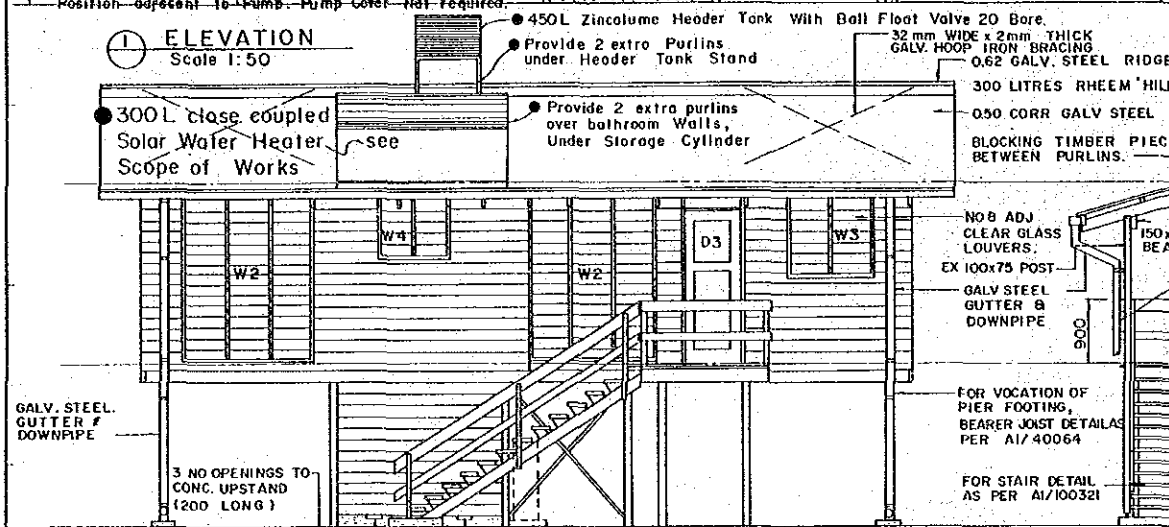 Position adjacent to Pump. Pump Cover Not required.
1
ELEVATION
Scale 1:50
450L Zincalume Header Tank With Ball Float Valve 20 Bore.
Provide 2 extra Purlins
under Header Tank Stand
32 mm WIDE x 2mm THICK
GALV. HOOP IRON BRACING
0.62 GALV. STEEL RIDGE
300 LITRES RHEEM 'HIL
0.50 CORR GALV STEEL
BLOCKING TIMBER PIEC
BETWEEN PURLINS.
300 L close coupled
Solar Water Heater see
Scope of Works
Provide 2 extra purlins
over bathroom Walls,
Under Storage Cylinder
W2
W4
W2
D3
W3
NO 8 ADJ
CLEAR GLASS
LOUVERS.
EX 100x75 POST
GALV STEEL
GUTTER &
DOWNPIPE
150x
BEA
900
GALV. STEEL.
GUTTER &
DOWNPIPE
3 NO OPENINGS TO
CONC. UPSTAND
(200 LONG)
FOR VOCATION OF
PIER FOOTING,
BEARER JOIST DETAILAS
PER A1/40064
FOR STAIR DETAIL
AS PER A1/100321